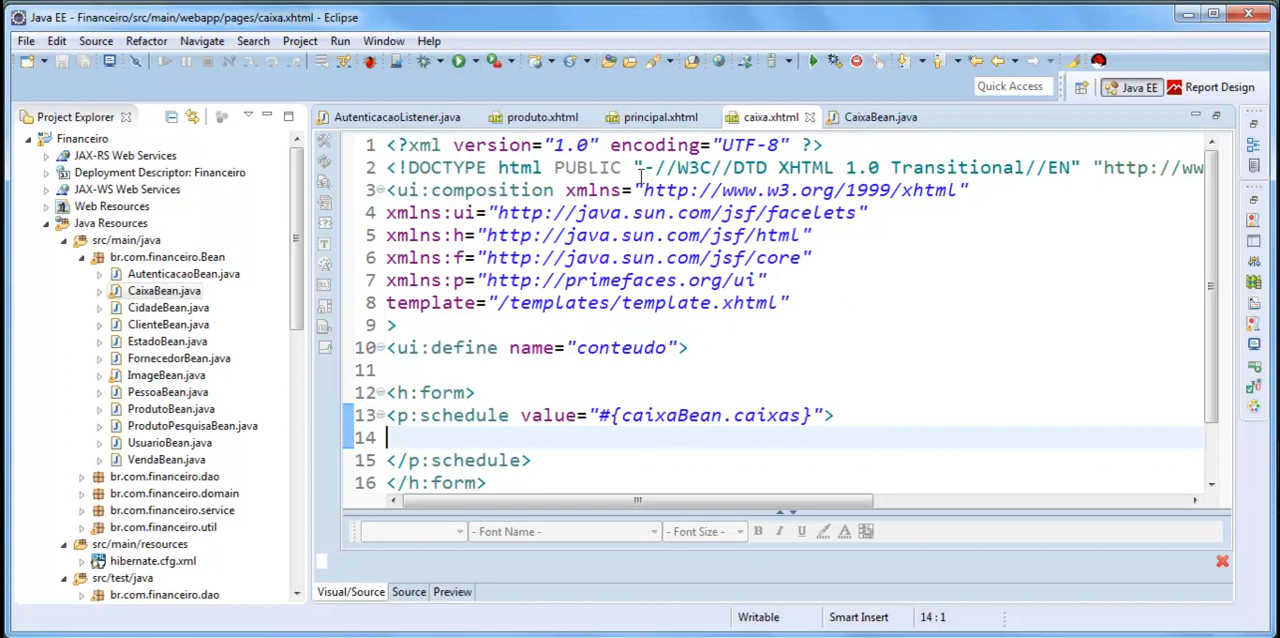 Java EE - Financeiro/src/main/webapp/pages/caixa.xhtml - Eclipse
File Edit Source Refactor Navigate Search Project Run Window Help
Quick Access Java EE Report Design
Project Explorer
Financeiro
JAX-RS Web Services
Deployment Descriptor: Financeiro
JAX-WS Web Services
Web Resources
Java Resources
src/main/java
br.com.financeiro.Bean
AutenticacaoBean.java
CaixaBean.java
CidadeBean.java
ClienteBean.java
EstadoBean.java
FornecedorBean.java
ImageBean.java
PessoaBean.java
ProdutoBean.java
ProdutoPesquisaBean.java
UsuarioBean.java
VendaBean.java
br.com.financeiro.dao
br.com.financeiro.domain
br.com.financeiro.service
br.com.financeiro.util
src/main/resources
hibernate.cfg.xml
src/test/java
br.com.financeiro.dao
AutenticacaoListener.java produto.xhtml principal.xhtml caixa.xhtml CaixaBean.java
1 <?xml version="1.0" encoding="UTF-8" ?>
2 <!DOCTYPE html PUBLIC "-//W3C//DTD XHTML 1.0 Transitional//EN" "http://ww
3 <ui:composition xmlns="http://www.w3.org/1999/xhtml"
4 xmlns:ui="http://java.sun.com/jsf/facelets"
5 xmlns:h="http://java.sun.com/jsf/html"
6 xmlns:f="http://java.sun.com/jsf/core"
7 xmlns:p="http://primefaces.org/ui"
8 template="/templates/template.xhtml"
9 >
10 <ui:define name="conteudo">
11
12 <h:form>
13 <p:schedule value="#{caixaBean.caixas}">
14
15 </p:schedule>
16 </h:form>
- Font Name - - Font Size - B I U A
Visual/Source Source Preview
Writable Smart Insert 14 : 1